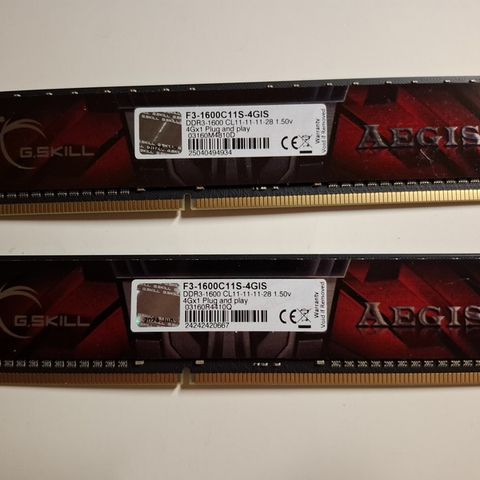 G.SKILL
F3-1600C11S-4GIS
DDR3-1600 CL11-11-11-28 1.50v
4Gx1 Plug and play
03160M4810D
25040494934
Warranty
Void if Removed
AEGIS
G.SKILL
F3-1600C11S-4GIS
DDR3-1600 CL11-11-11-28 1.50v
4Gx1 Plug and play
03160R4410Q
24242420667
Warranty
Void if Removed
AEGIS